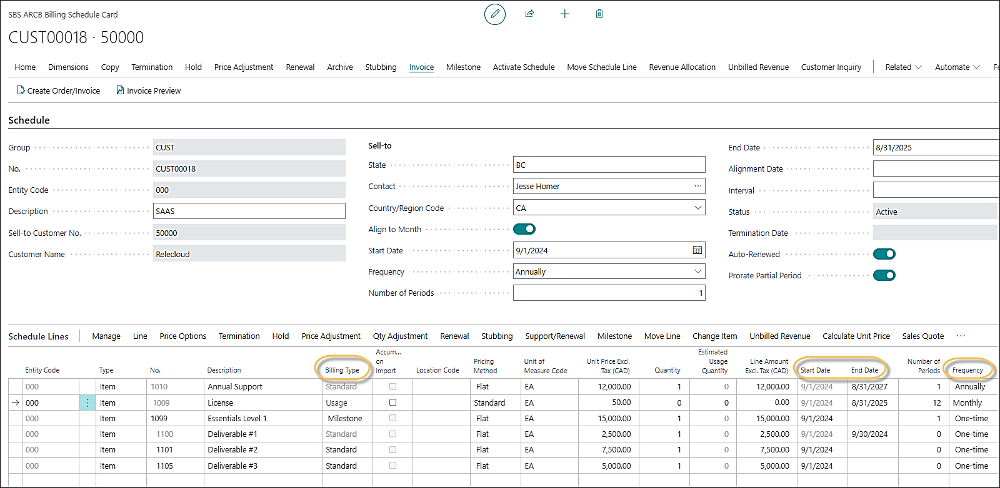 SBS ARCB Billing Schedule Card
CUST00018 · 50000
Home Dimensions Copy Termination Hold Price Adjustment Renewal Archive Stubbing Invoice Milestone Activate Schedule Move Schedule Line Revenue Allocation Unbilled Revenue Customer Inquiry Related Automate Fe
Create Order/Invoice Invoice Preview
Schedule
Group CUST
No. CUST00018
Entity Code 000
Description SAAS
Sell-to Customer No. 50000
Customer Name Relecloud
Sell-to
State BC
Contact Jesse Homer ...
Country/Region Code CA
Align to Month
Start Date 9/1/2024
Frequency Annually
Number of Periods 1
End Date 8/31/2025
Alignment Date
Interval
Status Active
Termination Date
Auto-Renewed
Prorate Partial Period
Schedule Lines Manage Line Price Options Termination Hold Price Adjustment Qty Adjustment Renewal Stubbing Support/Renewal Milestone Move Line Change Item Unbilled Revenue Calculate Unit Price Sales Quote ...
Entity Code Type No. Description Billing Type Accum... on Import Location Code Pricing Method Unit of Measure Code Unit Price Excl. Tax (CAD) Quantity Estimated Usage Quantity Line Amount Excl. Tax (CAD) Start Date End Date Number of Periods Frequency
000 Item 1010 Annual Support Standard Flat EA 12,000.00 1 0 12,000.00 9/1/2024 8/31/2027 1 Annually
000 Item 1009 License Usage Standard EA 50.00 0 0 0.00 9/1/2024 8/31/2025 12 Monthly
000 Item 1099 Essentials Level 1 Milestone Flat EA 15,000.00 1 0 15,000.00 9/1/2024 1 One-time
000 Item 1100 Deliverable #1 Standard Flat EA 2,500.00 1 0 2,500.00 9/1/2024 9/30/2024 0 One-time
000 Item 1101 Deliverable #2 Standard Flat EA 7,500.00 1 0 7,500.00 9/1/2024 0 One-time
000 Item 1105 Deliverable #3 Standard Flat EA 5,000.00 1 0 5,000.00 9/1/2024 0 One-time